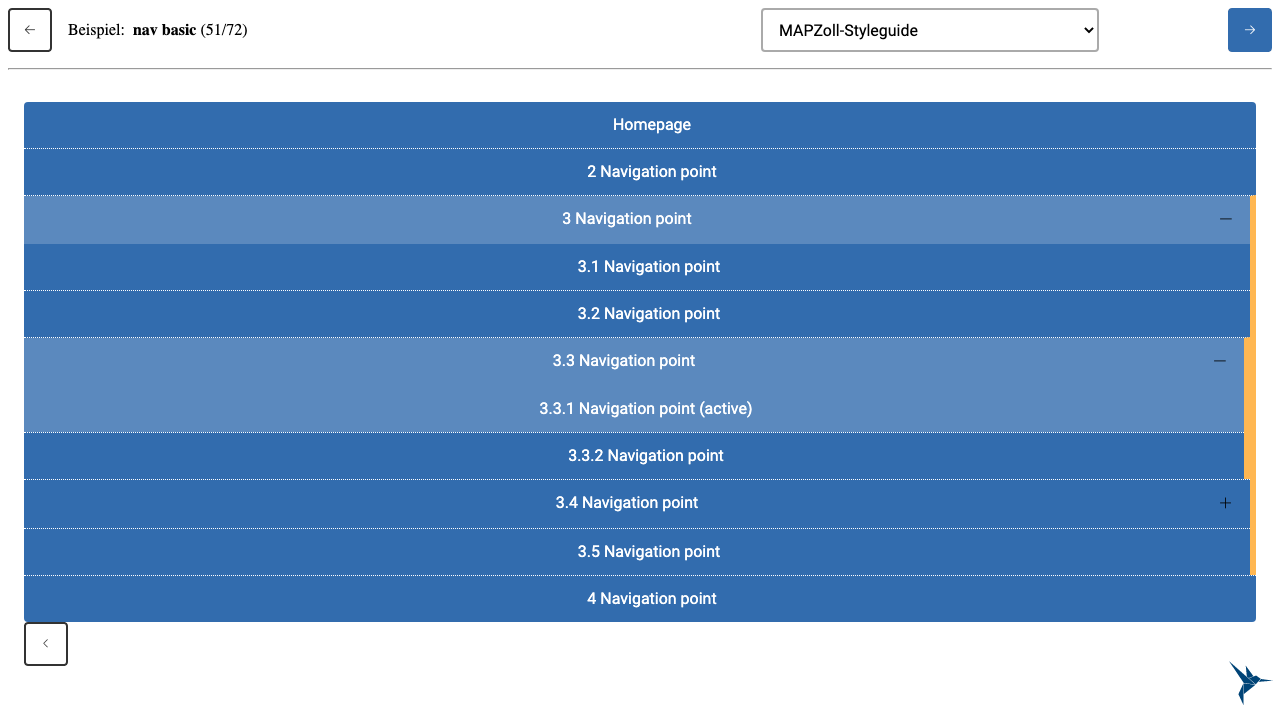 Beispiel: nav basic (51/72)
MAPZoll-Styleguide
Homepage
2 Navigation point
3 Navigation point
3.1 Navigation point
3.2 Navigation point
3.3 Navigation point
3.3.1 Navigation point (active)
3.3.2 Navigation point
3.4 Navigation point
3.5 Navigation point
4 Navigation point